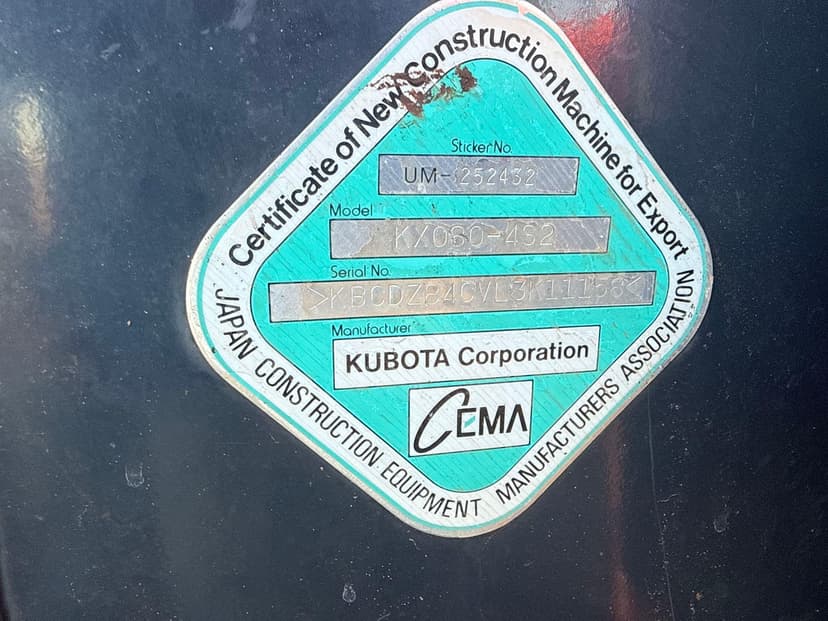 Certificate of New Construction Machine for Export
Sticker No.
UM-252432
Model
KX080-4S2
Serial No.
Manufacturer
KUBOTA Corporation
CEMA
JAPAN CONSTRUCTION EQUIPMENT MANUFACTURERS ASSOCIATION